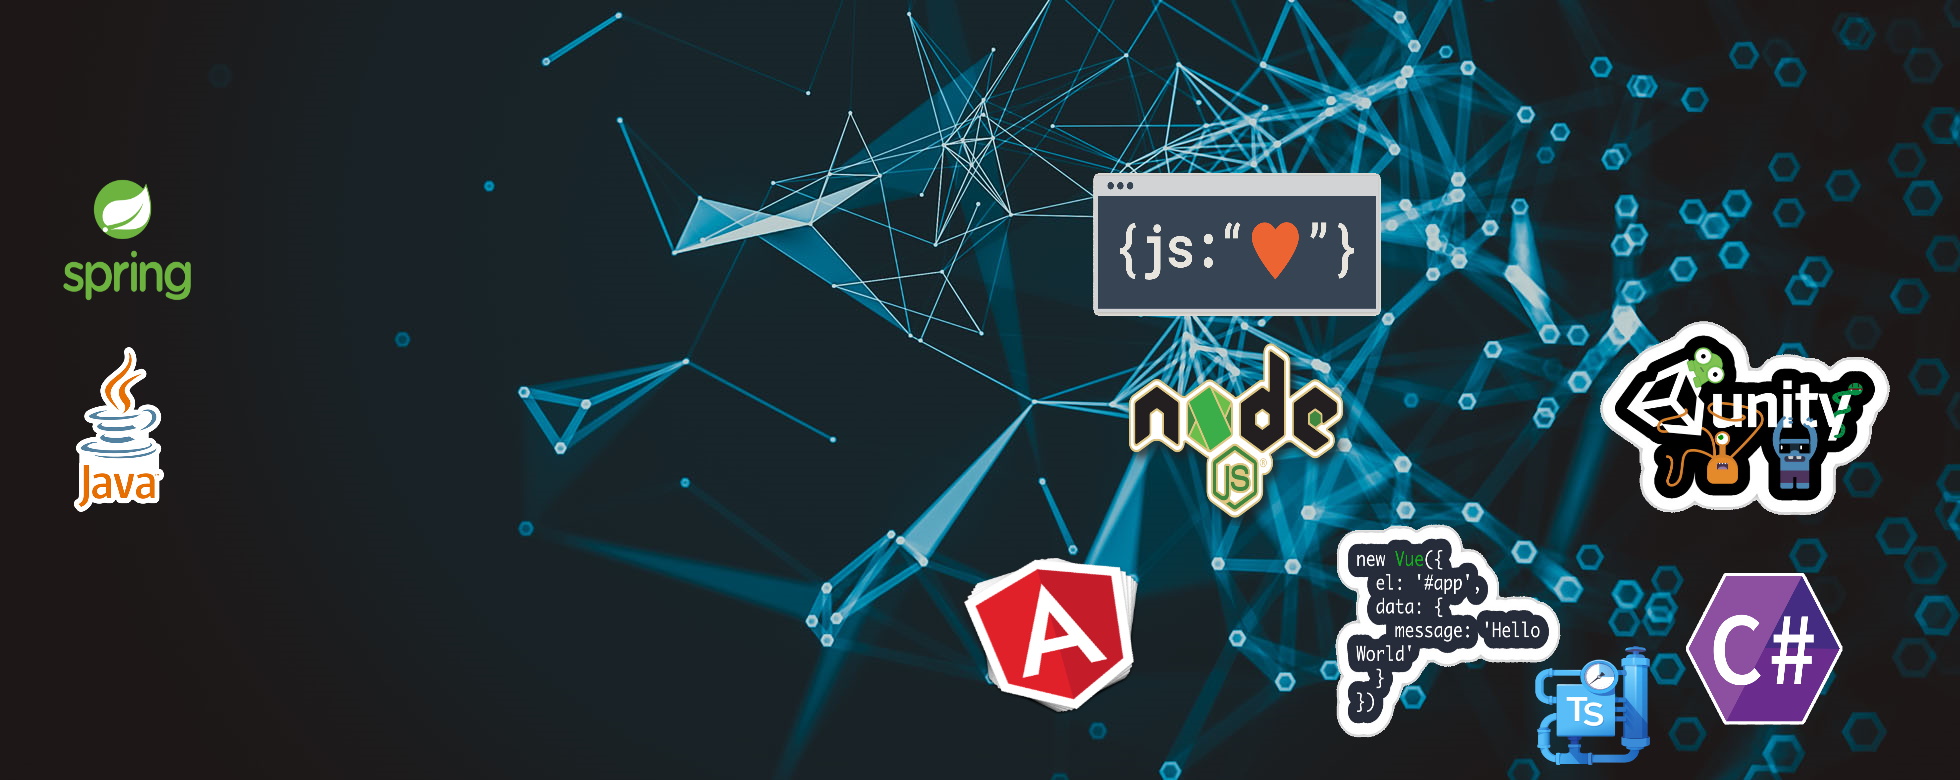 spring
Java
{js:“♥”}
node
JS
unity
A
new Vue({
el: '#app',
data: {
message: 'Hello
World'
}
})
Ts
C#